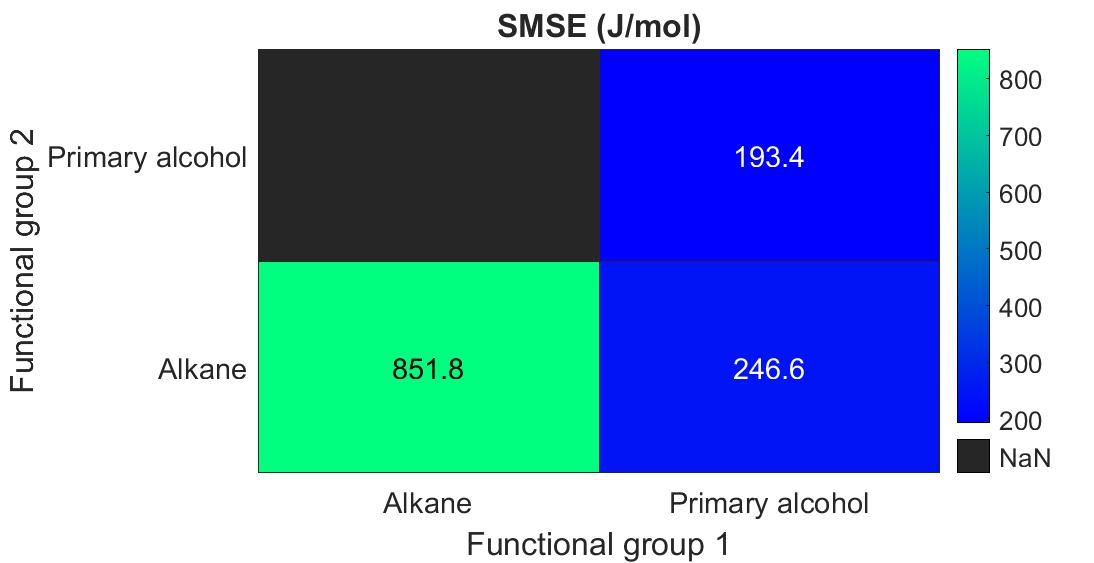 SMSE (J/mol)
Functional group 2
Primary alcohol
193.4
Alkane
851.8
246.6
Alkane
Primary alcohol
Functional group 1
800
700
600
500
400
300
200
NaN